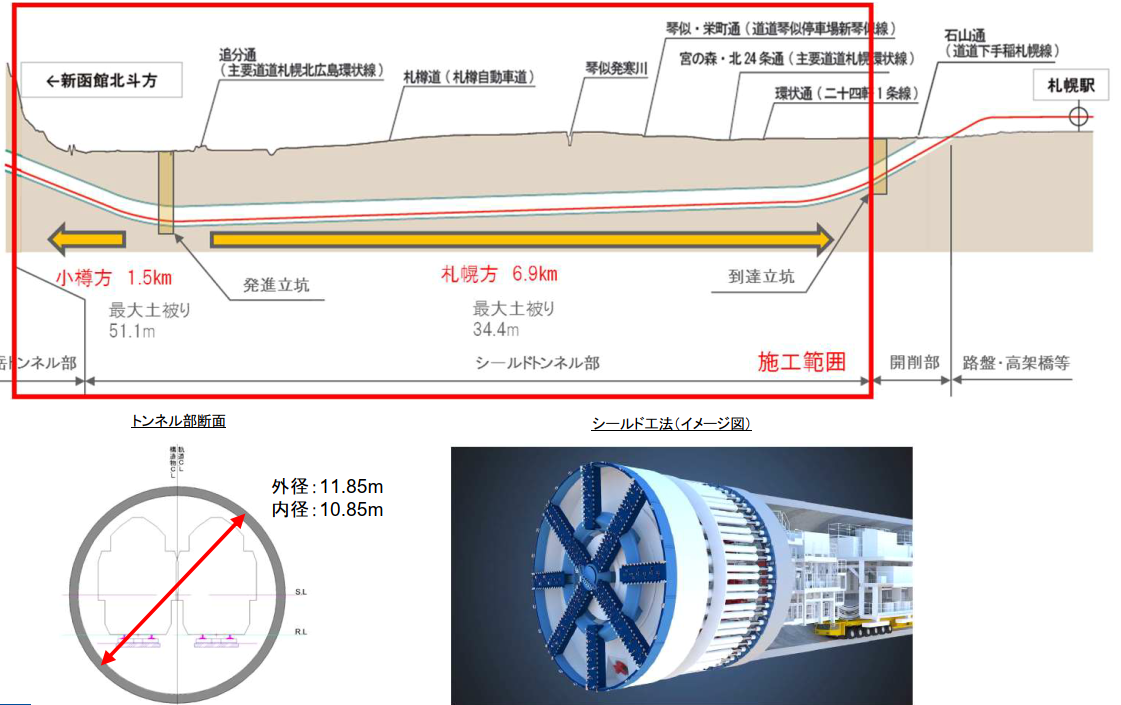 ←新函館北斗方
追分通
(主要道道札幌北広島環状線)
札樽道(札樽自動車道)
琴似発寒川
琴似・栄町通(道道琴似停車場新琴似線)
宮の森・北24条通(主要道道札幌環状線)
環状通(二十四軒1条線)
石山通
(道道下手稲札幌線)
札幌駅
小樽方 1.5km
最大土被り
51.1m
発進立坑
札幌方 6.9km
最大土被り
34.4m
到達立坑
岳トンネル部
シールドトンネル部
施工範囲
開削部
路盤・高架橋等
トンネル部断面
シールド工法(イメージ図)
軌道CL
構造物CL
外径:11.85m
内径:10.85m
S.L
R.L